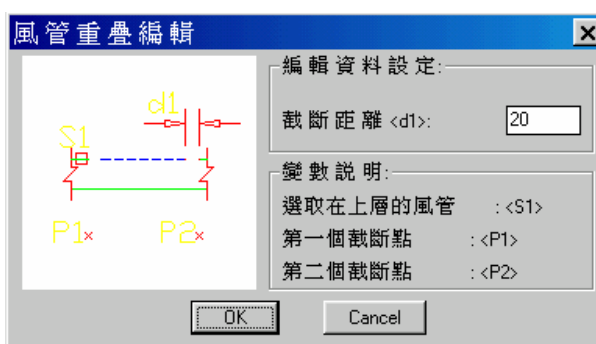 風管重疊編輯
d1
S1
P1 P2
編輯資料設定:
截斷距離 <d1>: 20
變數說明:
選取在上層的風管 : <S1>
第一個截斷點 : <P1>
第二個截斷點 : <P2>
OK Cancel